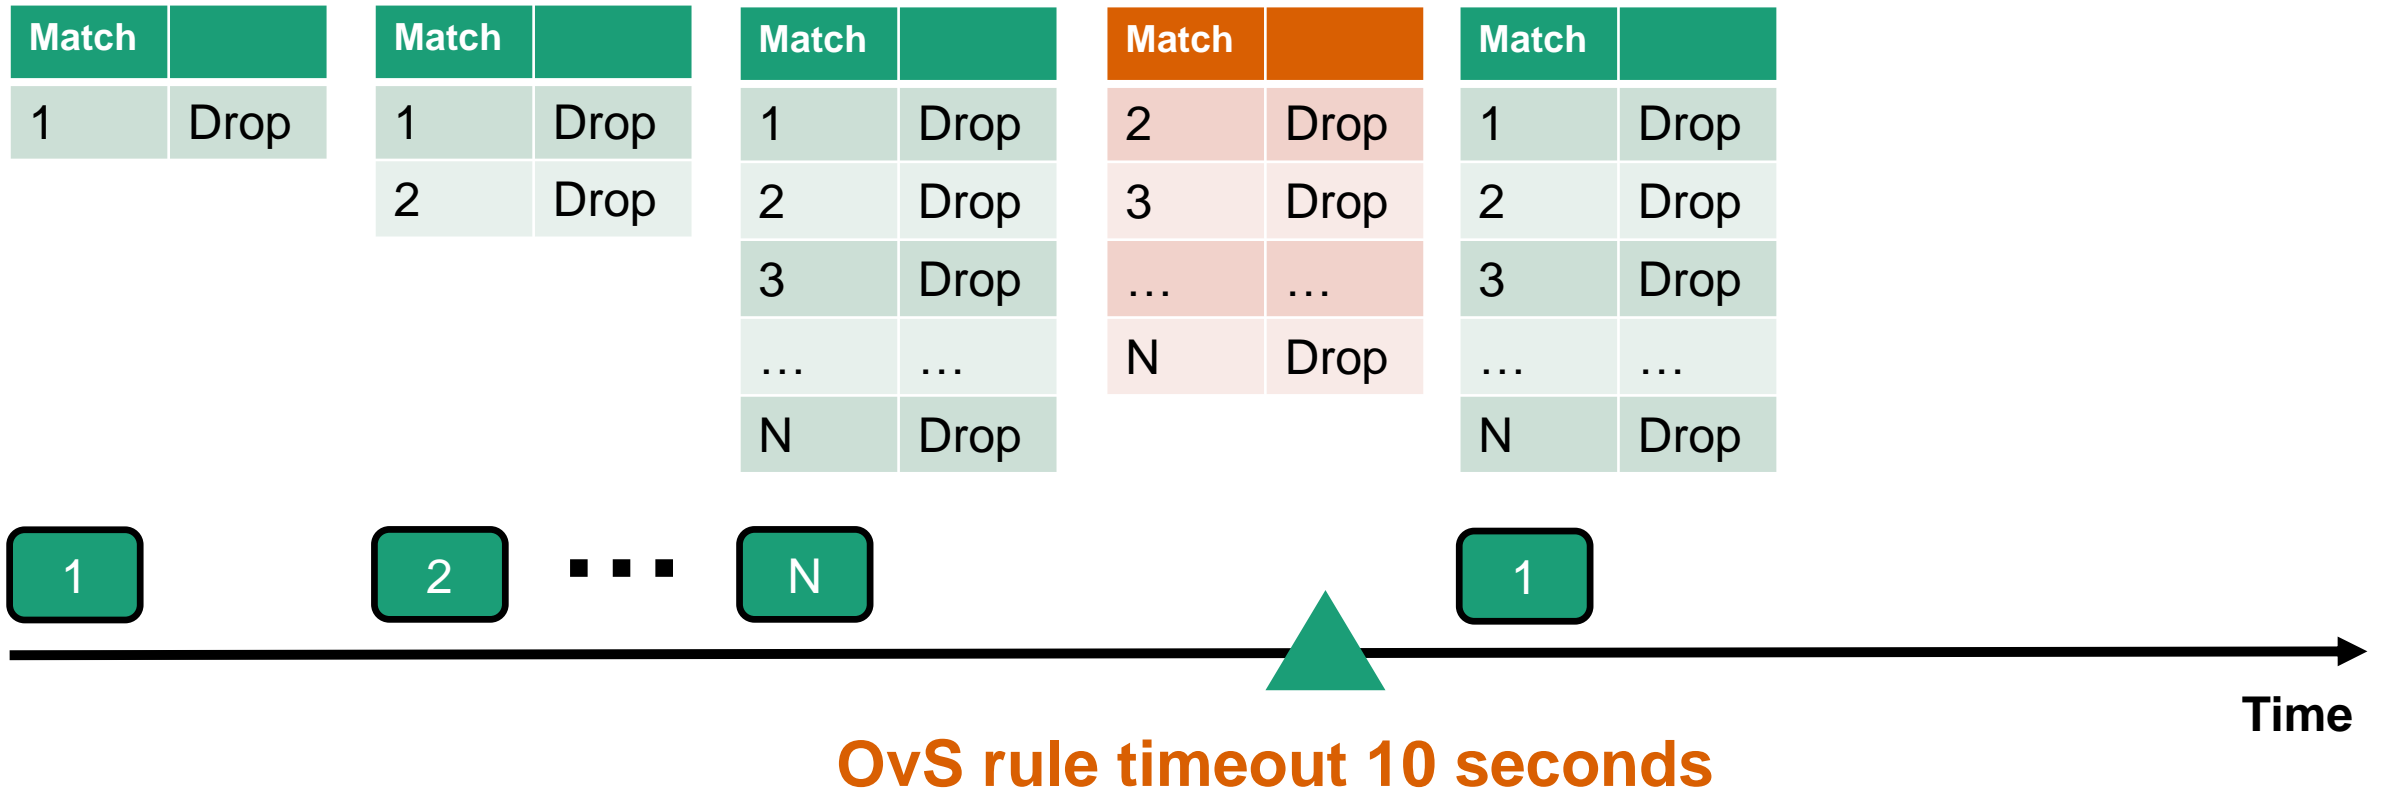 Match
1 Drop
Match
1 Drop
2 Drop
Match
1 Drop
2 Drop
3 Drop
… …
N Drop
Match
2 Drop
3 Drop
… …
N Drop
Match
1 Drop
2 Drop
3 Drop
… …
N Drop
1 2 ... N 1
Time
OvS rule timeout 10 seconds